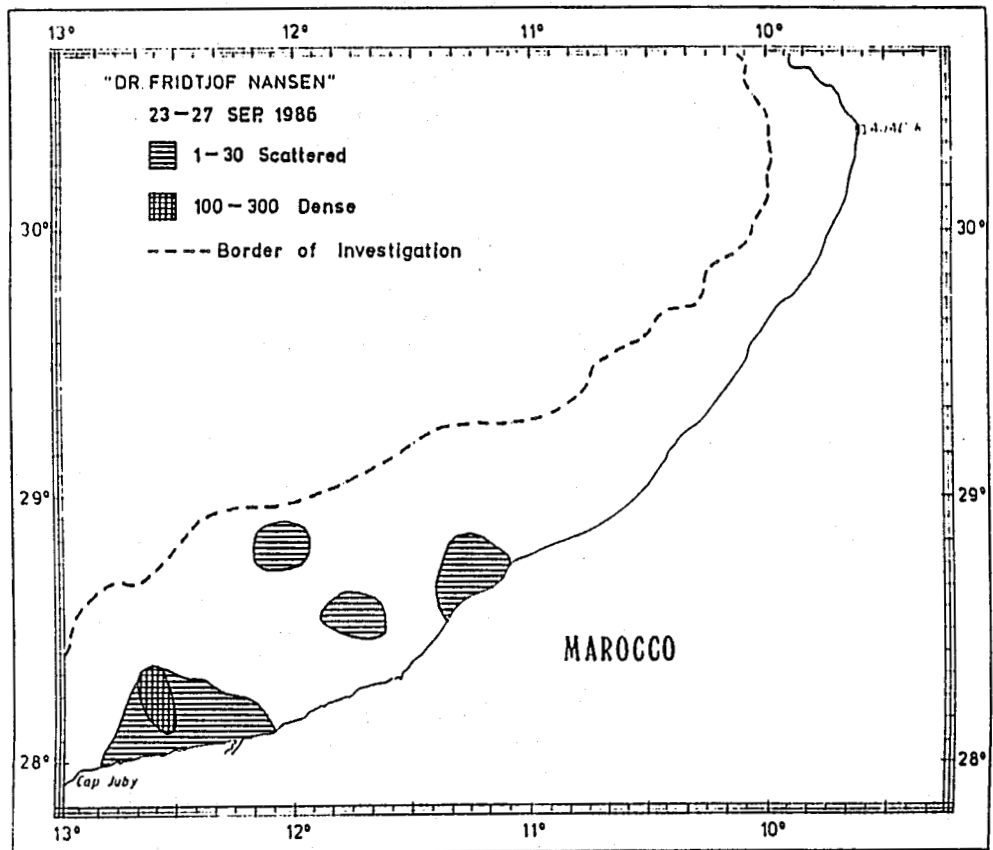 13° 12° 11° 10°
"DR. FRIDTJOF NANSEN"
23-27 SEP. 1986
1-30 Scattered
100-300 Dense
Border of Investigation
30° 30°
29° 29°
MAROCCO
28° 28°
Cap Juby
13° 12° 11° 10°